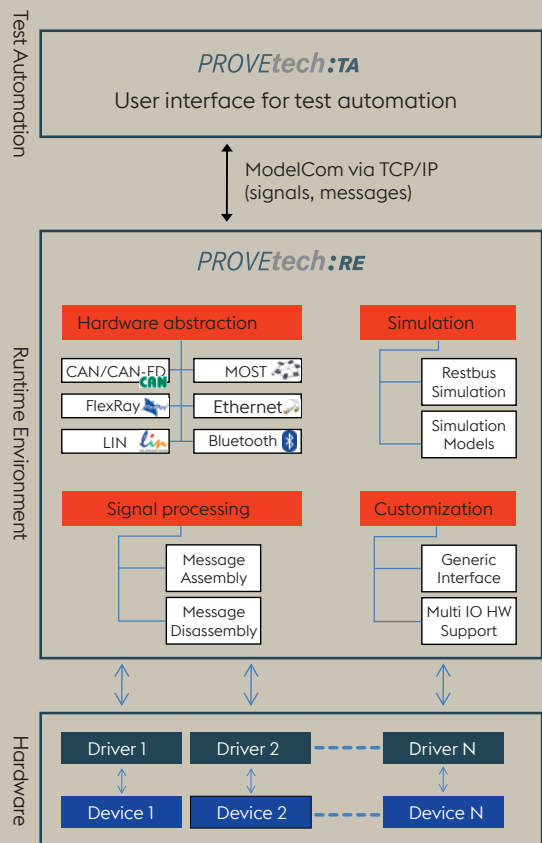 Test Automation
PROVEtech:TA
User interface for test automation
ModelCom via TCP/IP
(signals, messages)
Runtime Environment
PROVEtech:RE
Hardware abstraction
CAN/CAN-FD
CAN
MOST
FlexRay
Ethernet
LIN
Lin
Bluetooth
Simulation
Restbus
Simulation
Simulation
Models
Signal processing
Message
Assembly
Message
Disassembly
Customization
Generic
Interface
Multi IO HW
Support
Hardware
Driver 1
Driver 2
Driver N
Device 1
Device 2
Device N